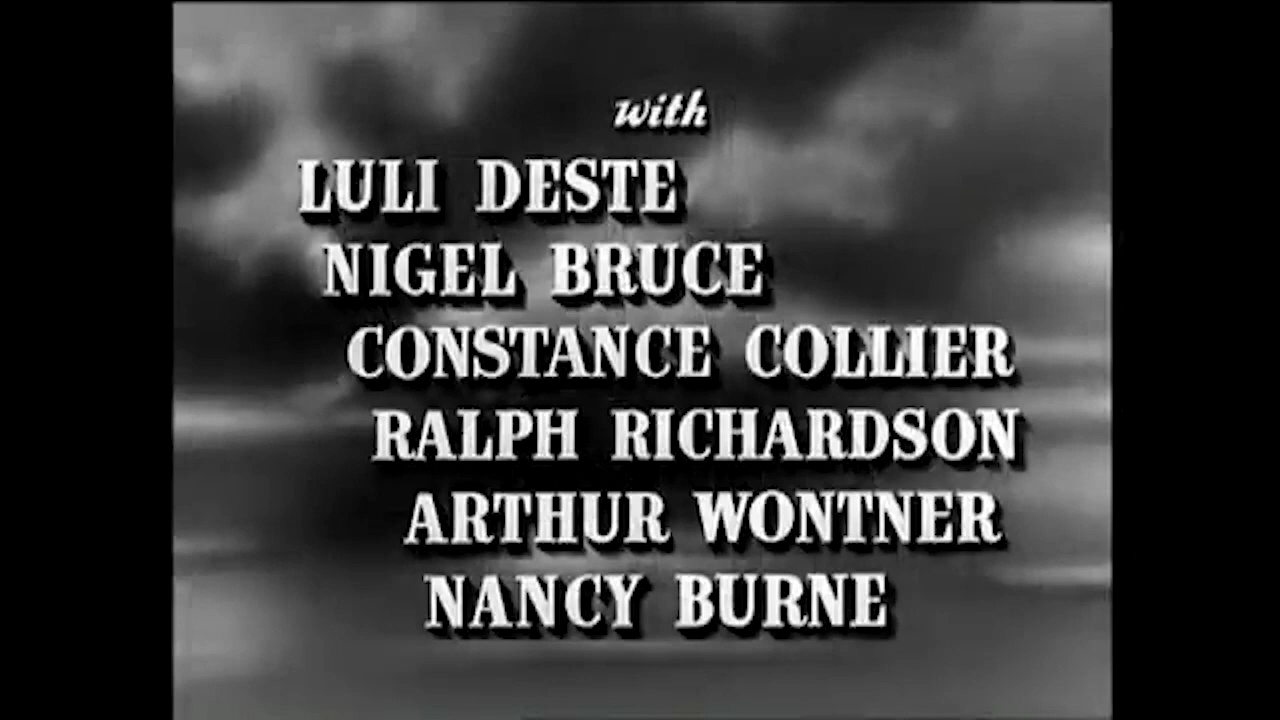 with
LULI DESTE
NIGEL BRUCE
CONSTANCE COLLIER
RALPH RICHARDSON
ARTHUR WONTNER
NANCY BURNE